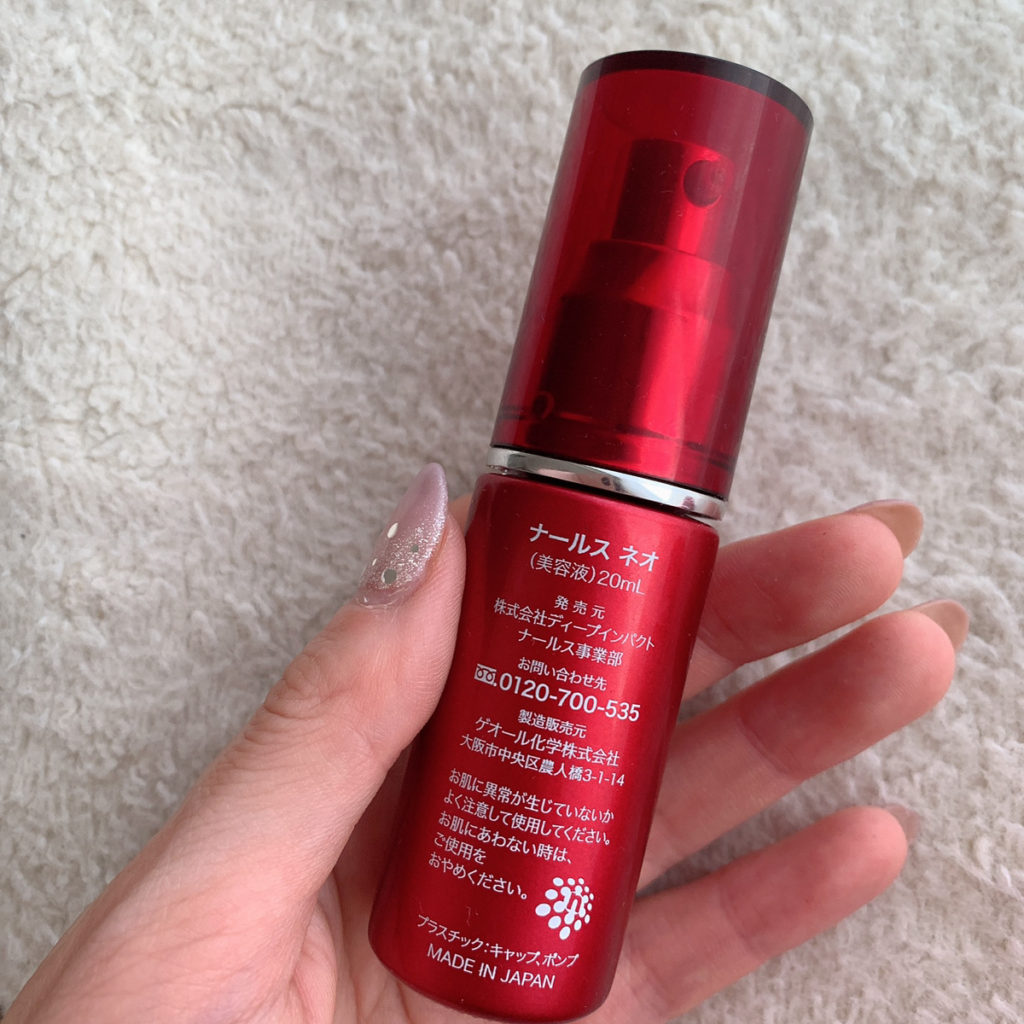 ナールス ネオ
(美容液)20mL
発売元
株式会社ディープインパクト
ナールス事業部
お問い合わせ先
0120-700-535
製造販売元
ゲオール化学株式会社
大阪市中央区農人橋3-1-14
お肌に異常が生じていないか
よく注意して使用してください。
お肌にあわない時は、
ご使用を
おやめください。
プラスチック:キャップ、ポンプ
MADE IN JAPAN